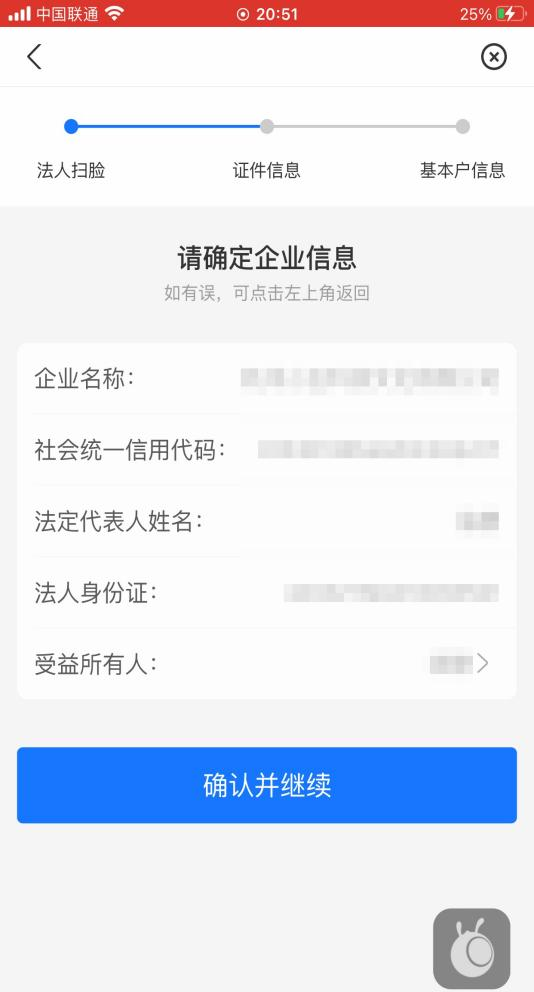 中国联通 20:51 25%
法人扫脸 证件信息 基本户信息
请确定企业信息
如有误，可点击左上角返回
企业名称：
社会统一信用代码：
法定代表人姓名：
法人身份证：
受益所有人：
确认并继续